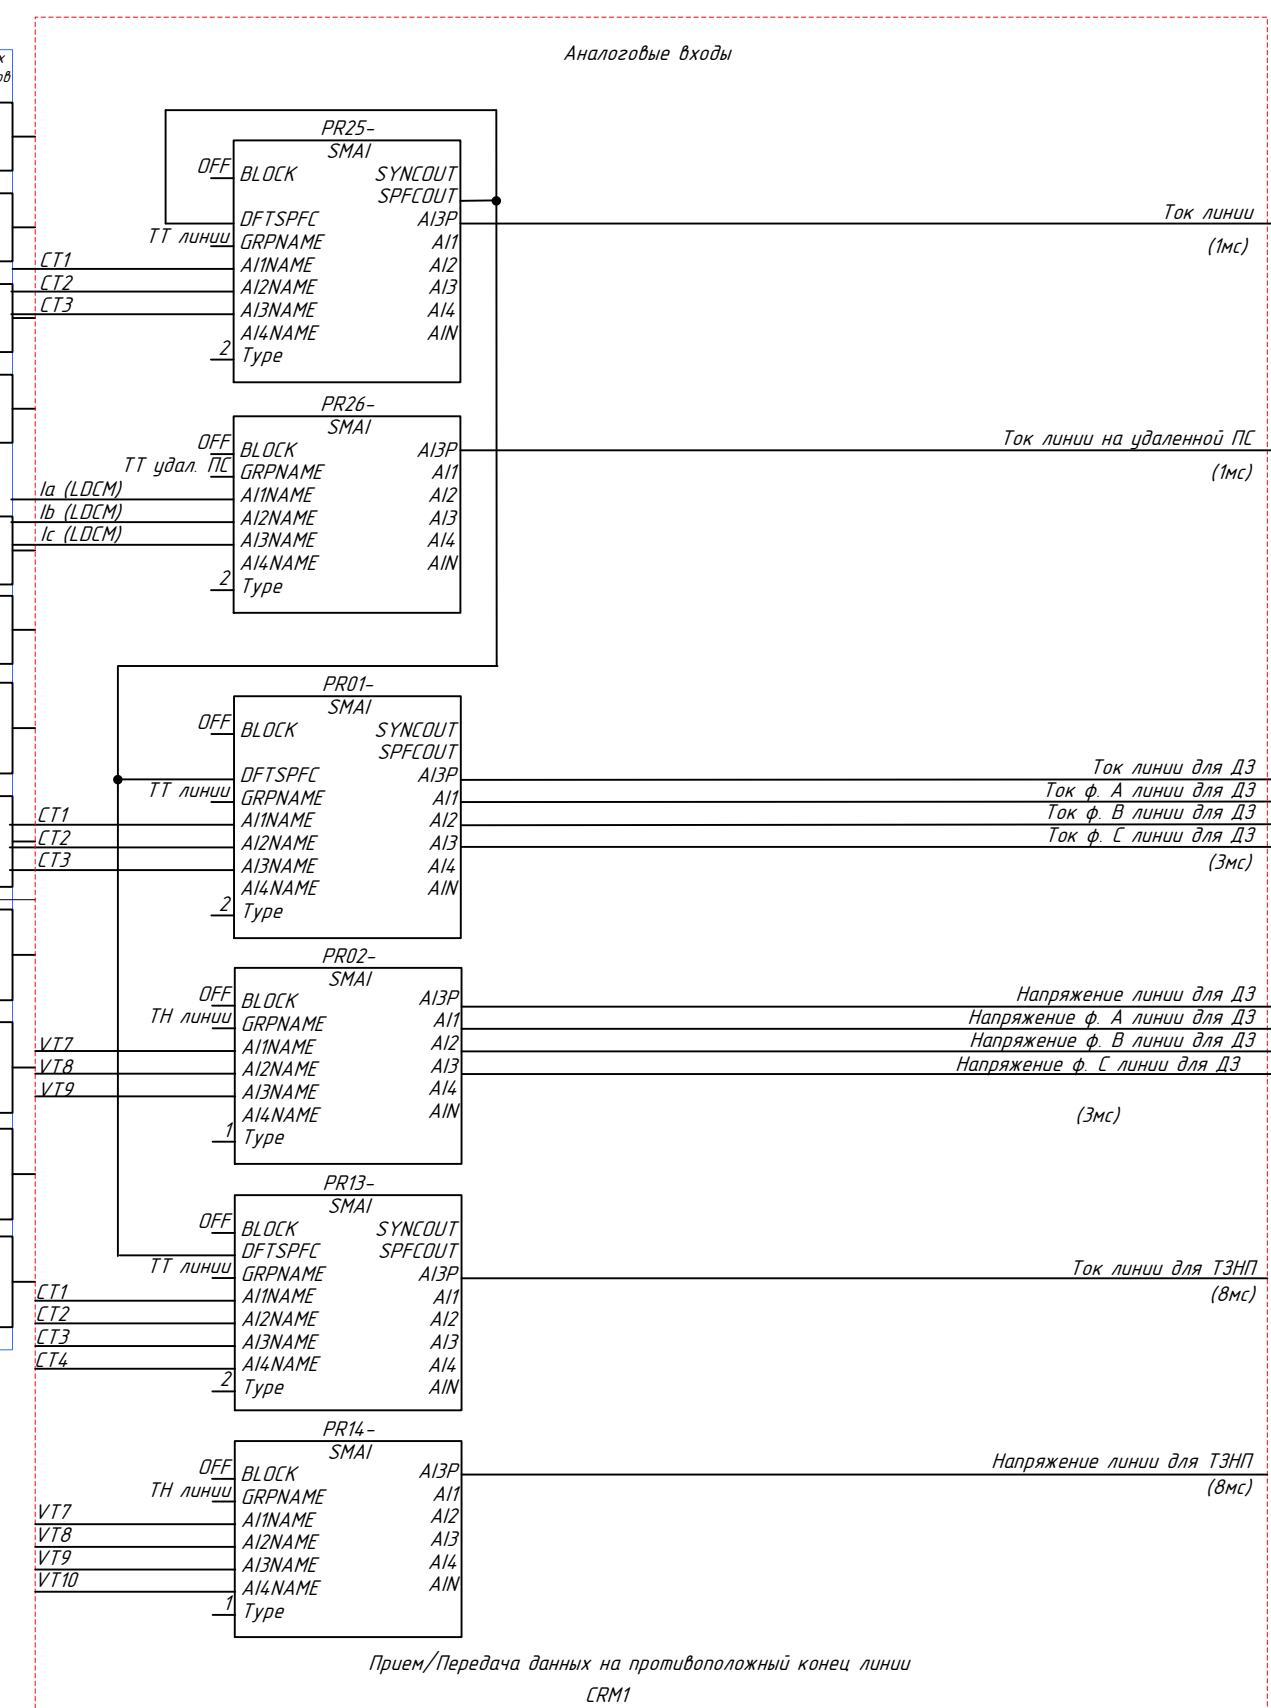 х
ов
Аналоговые входы
PR25-
SMAI
OFF
BLOCK
SYNCOUT
SPFCOUT
DFTSPFC
AI3P
Ток линии
ТТ линии
GRPNAME
AI1
(1мс)
CT1
AI1NAME
AI2
CT2
AI2NAME
AI3
CT3
AI3NAME
AI4
AI4NAME
AIN
2
Type
PR26-
SMAI
OFF
BLOCK
AI3P
Ток линии на удаленной ПС
ТТ удал. ПС
GRPNAME
AI1
(1мс)
Ia (LDCM)
AI1NAME
AI2
Ib (LDCM)
AI2NAME
AI3
Ic (LDCM)
AI3NAME
AI4
AI4NAME
AIN
2
Type
PR01-
SMAI
OFF
BLOCK
SYNCOUT
SPFCOUT
DFTSPFC
AI3P
Ток линии для ДЗ
ТТ линии
GRPNAME
AI1
Ток ф. А линии для ДЗ
CT1
AI1NAME
AI2
Ток ф. В линии для ДЗ
CT2
AI2NAME
AI3
Ток ф. С линии для ДЗ
CT3
AI3NAME
AI4
(3мс)
AI4NAME
AIN
2
Type
PR02-
SMAI
OFF
BLOCK
AI3P
Напряжение линии для ДЗ
ТН линии
GRPNAME
AI1
Напряжение ф. А линии для ДЗ
VT7
AI1NAME
AI2
Напряжение ф. В линии для ДЗ
VT8
AI2NAME
AI3
Напряжение ф. С линии для ДЗ
VT9
AI3NAME
AI4
AI4NAME
AIN
(3мс)
1
Type
PR13-
SMAI
OFF
BLOCK
SYNCOUT
DFTSPFC
SPFCOUT
ТТ линии
GRPNAME
AI3P
Ток линии для ТЗНП
CT1
AI1NAME
AI1
(8мс)
CT2
AI2NAME
AI2
CT3
AI3NAME
AI3
CT4
AI4NAME
AI4
2
Type
AIN
PR14-
SMAI
OFF
BLOCK
AI3P
Напряжение линии для ТЗНП
ТН линии
GRPNAME
AI1
(8мс)
VT7
AI1NAME
AI2
VT8
AI2NAME
AI3
VT9
AI3NAME
AI4
VT10
AI4NAME
AIN
1
Type
Прием/Передача данных на противоположный конец линии
CRM1